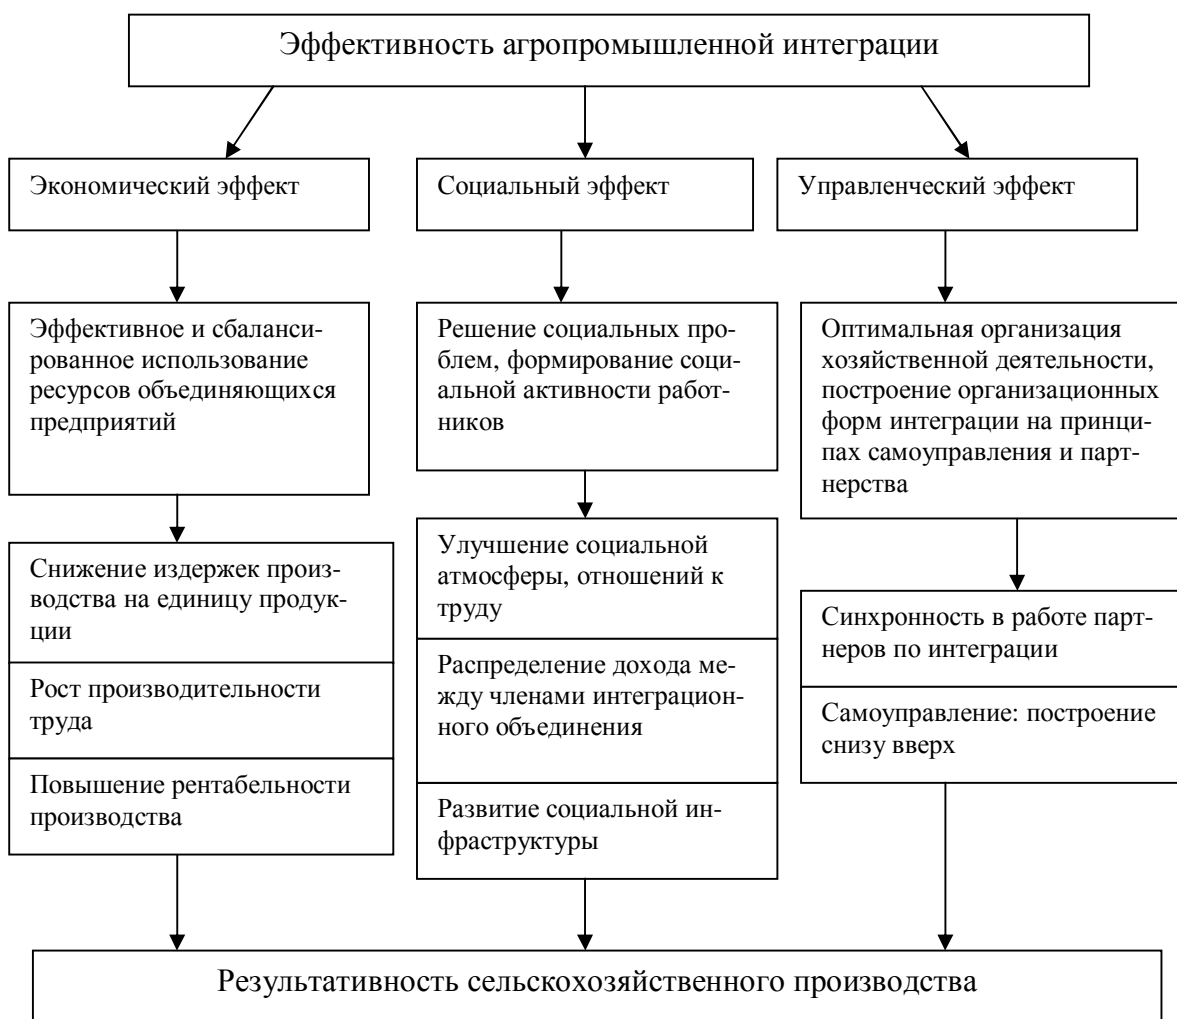 Эффективность агропромышленной интеграции
Экономический эффект
Социальный эффект
Управленческий эффект
Эффективное и сбаланси-
рованное использование
ресурсов объединяющихся
предприятий
Решение социальных про-
блем, формирование соци-
альной активности работ-
ников
Оптимальная организация
хозяйственной деятельности,
построение организационных
форм интеграции на принци-
пах самоуправления и парт-
нерства
Снижение издержек произ-
водства на единицу продук-
ции
Рост производительности
труда
Повышение рентабельности
производства
Улучшение социальной
атмосферы, отношений к
труду
Распределение дохода ме-
жду членами интеграцион-
ного объединения
Развитие социальной ин-
фраструктуры
Синхронность в работе парт-
неров по интеграции
Самоуправление: построение
снизу вверх
Результативность сельскохозяйственного производства